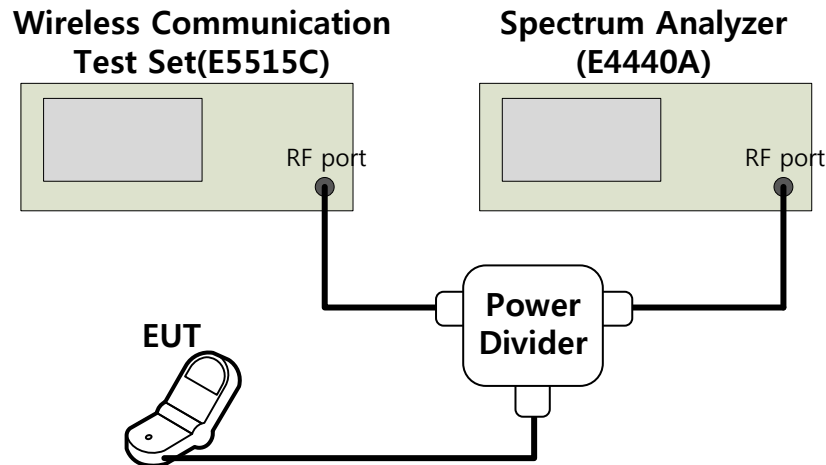 Wireless Communication
Test Set(E5515C)
Spectrum Analyzer
(E4440A)
RF port
RF port
Power
Divider
EUT